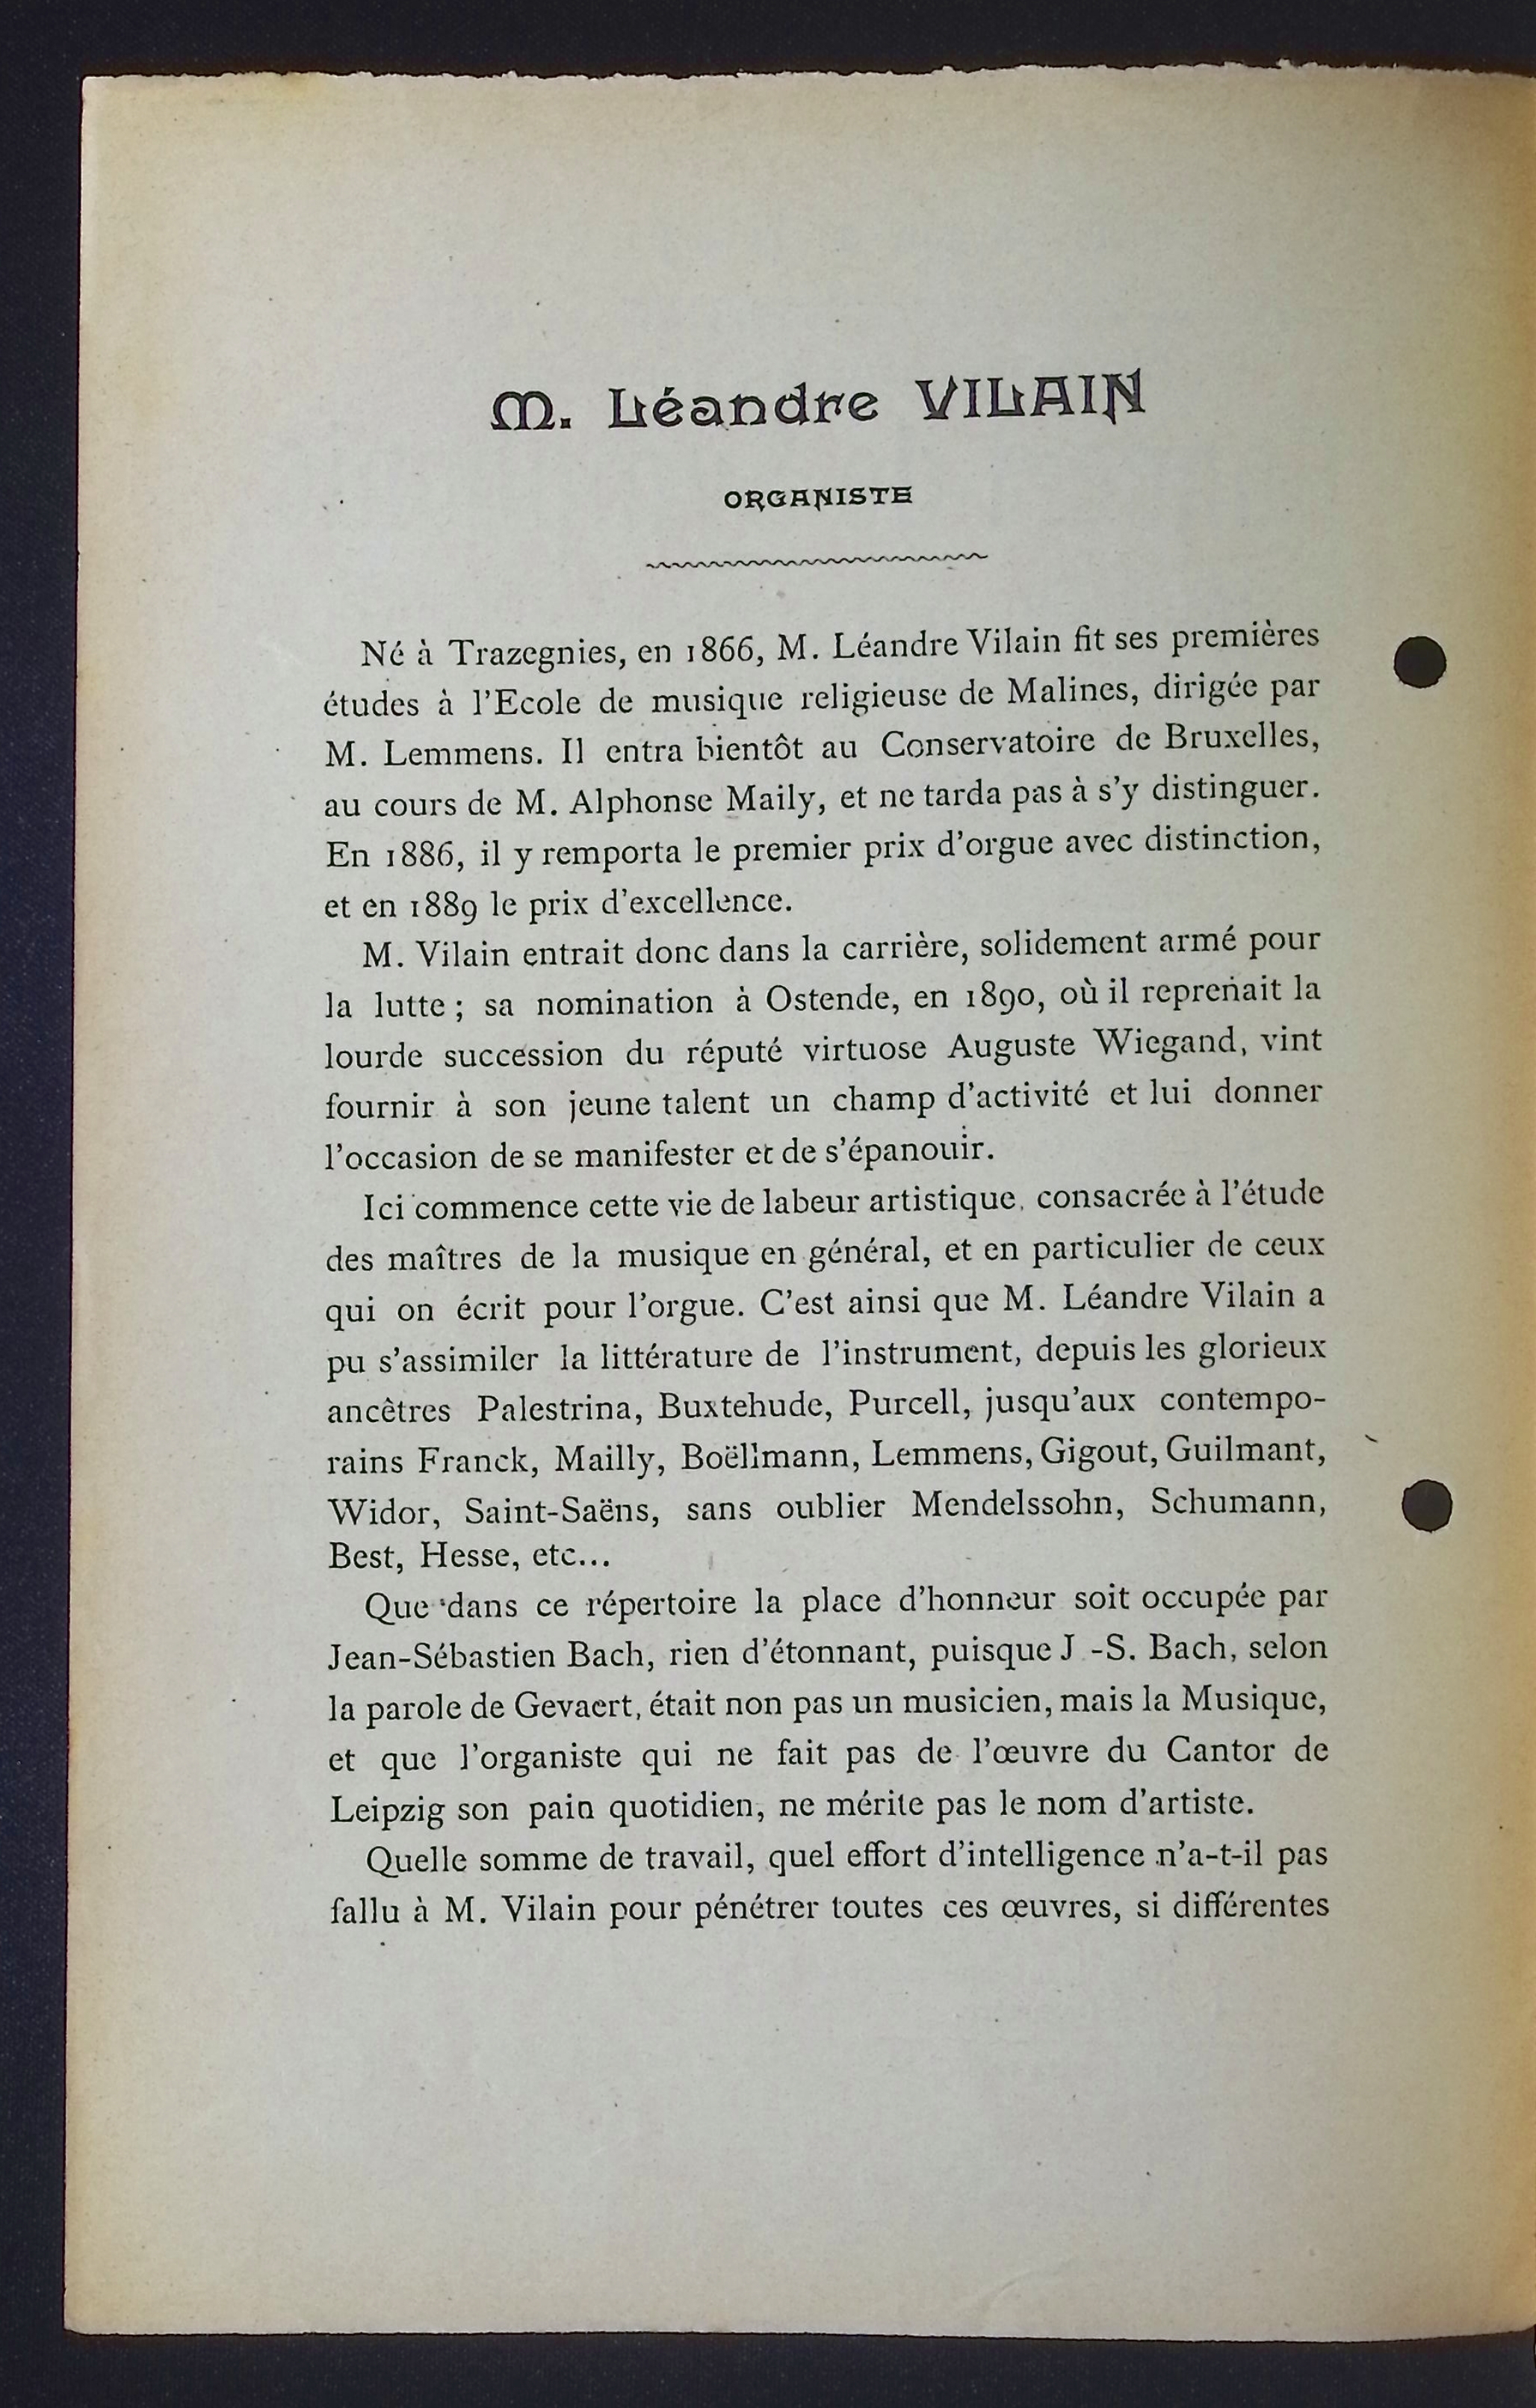 M. Léandre VILAIN
ORGANISTE
Né à Trazegnies, en 1866, M. Léandre Vilain fit ses premières
études à l'Ecole de musique religieuse de Malines, dirigée par
M. Lemmens. Il entra bientôt au Conservatoire de Bruxelles,
au cours de M. Alphonse Maily, et ne tarda pas à s'y distinguer.
En 1886, il y remporta le premier prix d'orgue avec distinction,
et en 1889 le prix d'excellence.
M. Vilain entrait donc dans la carrière, solidement armé pour
la lutte ; sa nomination à Ostende, en 1890, où il reprenait la
lourde succession du réputé virtuose Auguste Wiegand, vint
fournir à son jeune talent un champ d'activité et lui donner
l'occasion de se manifester et de s'épanouir.
Ici commence cette vie de labeur artistique, consacrée à l'étude
des maîtres de la musique en général, et en particulier de ceux
qui on écrit pour l'orgue. C'est ainsi que M. Léandre Vilain a
pu s'assimiler la littérature de l'instrument, depuis les glorieux
ancêtres Palestrina, Buxtehude, Purcell, jusqu'aux contempo-
rains Franck, Mailly, Boëllmann, Lemmens, Gigout, Guilmant,
Widor, Saint-Saëns, sans oublier Mendelssohn, Schumann,
Best, Hesse, etc...
Que dans ce répertoire la place d'honneur soit occupée par
Jean-Sébastien Bach, rien d'étonnant, puisque J -S. Bach, selon
la parole de Gevaert, était non pas un musicien, mais la Musique,
et que l'organiste qui ne fait pas de l'œuvre du Cantor de
Leipzig son pain quotidien, ne mérite pas le nom d'artiste.
Quelle somme de travail, quel effort d'intelligence n'a-t-il pas
fallu à M. Vilain pour pénétrer toutes ces œuvres, si différentes